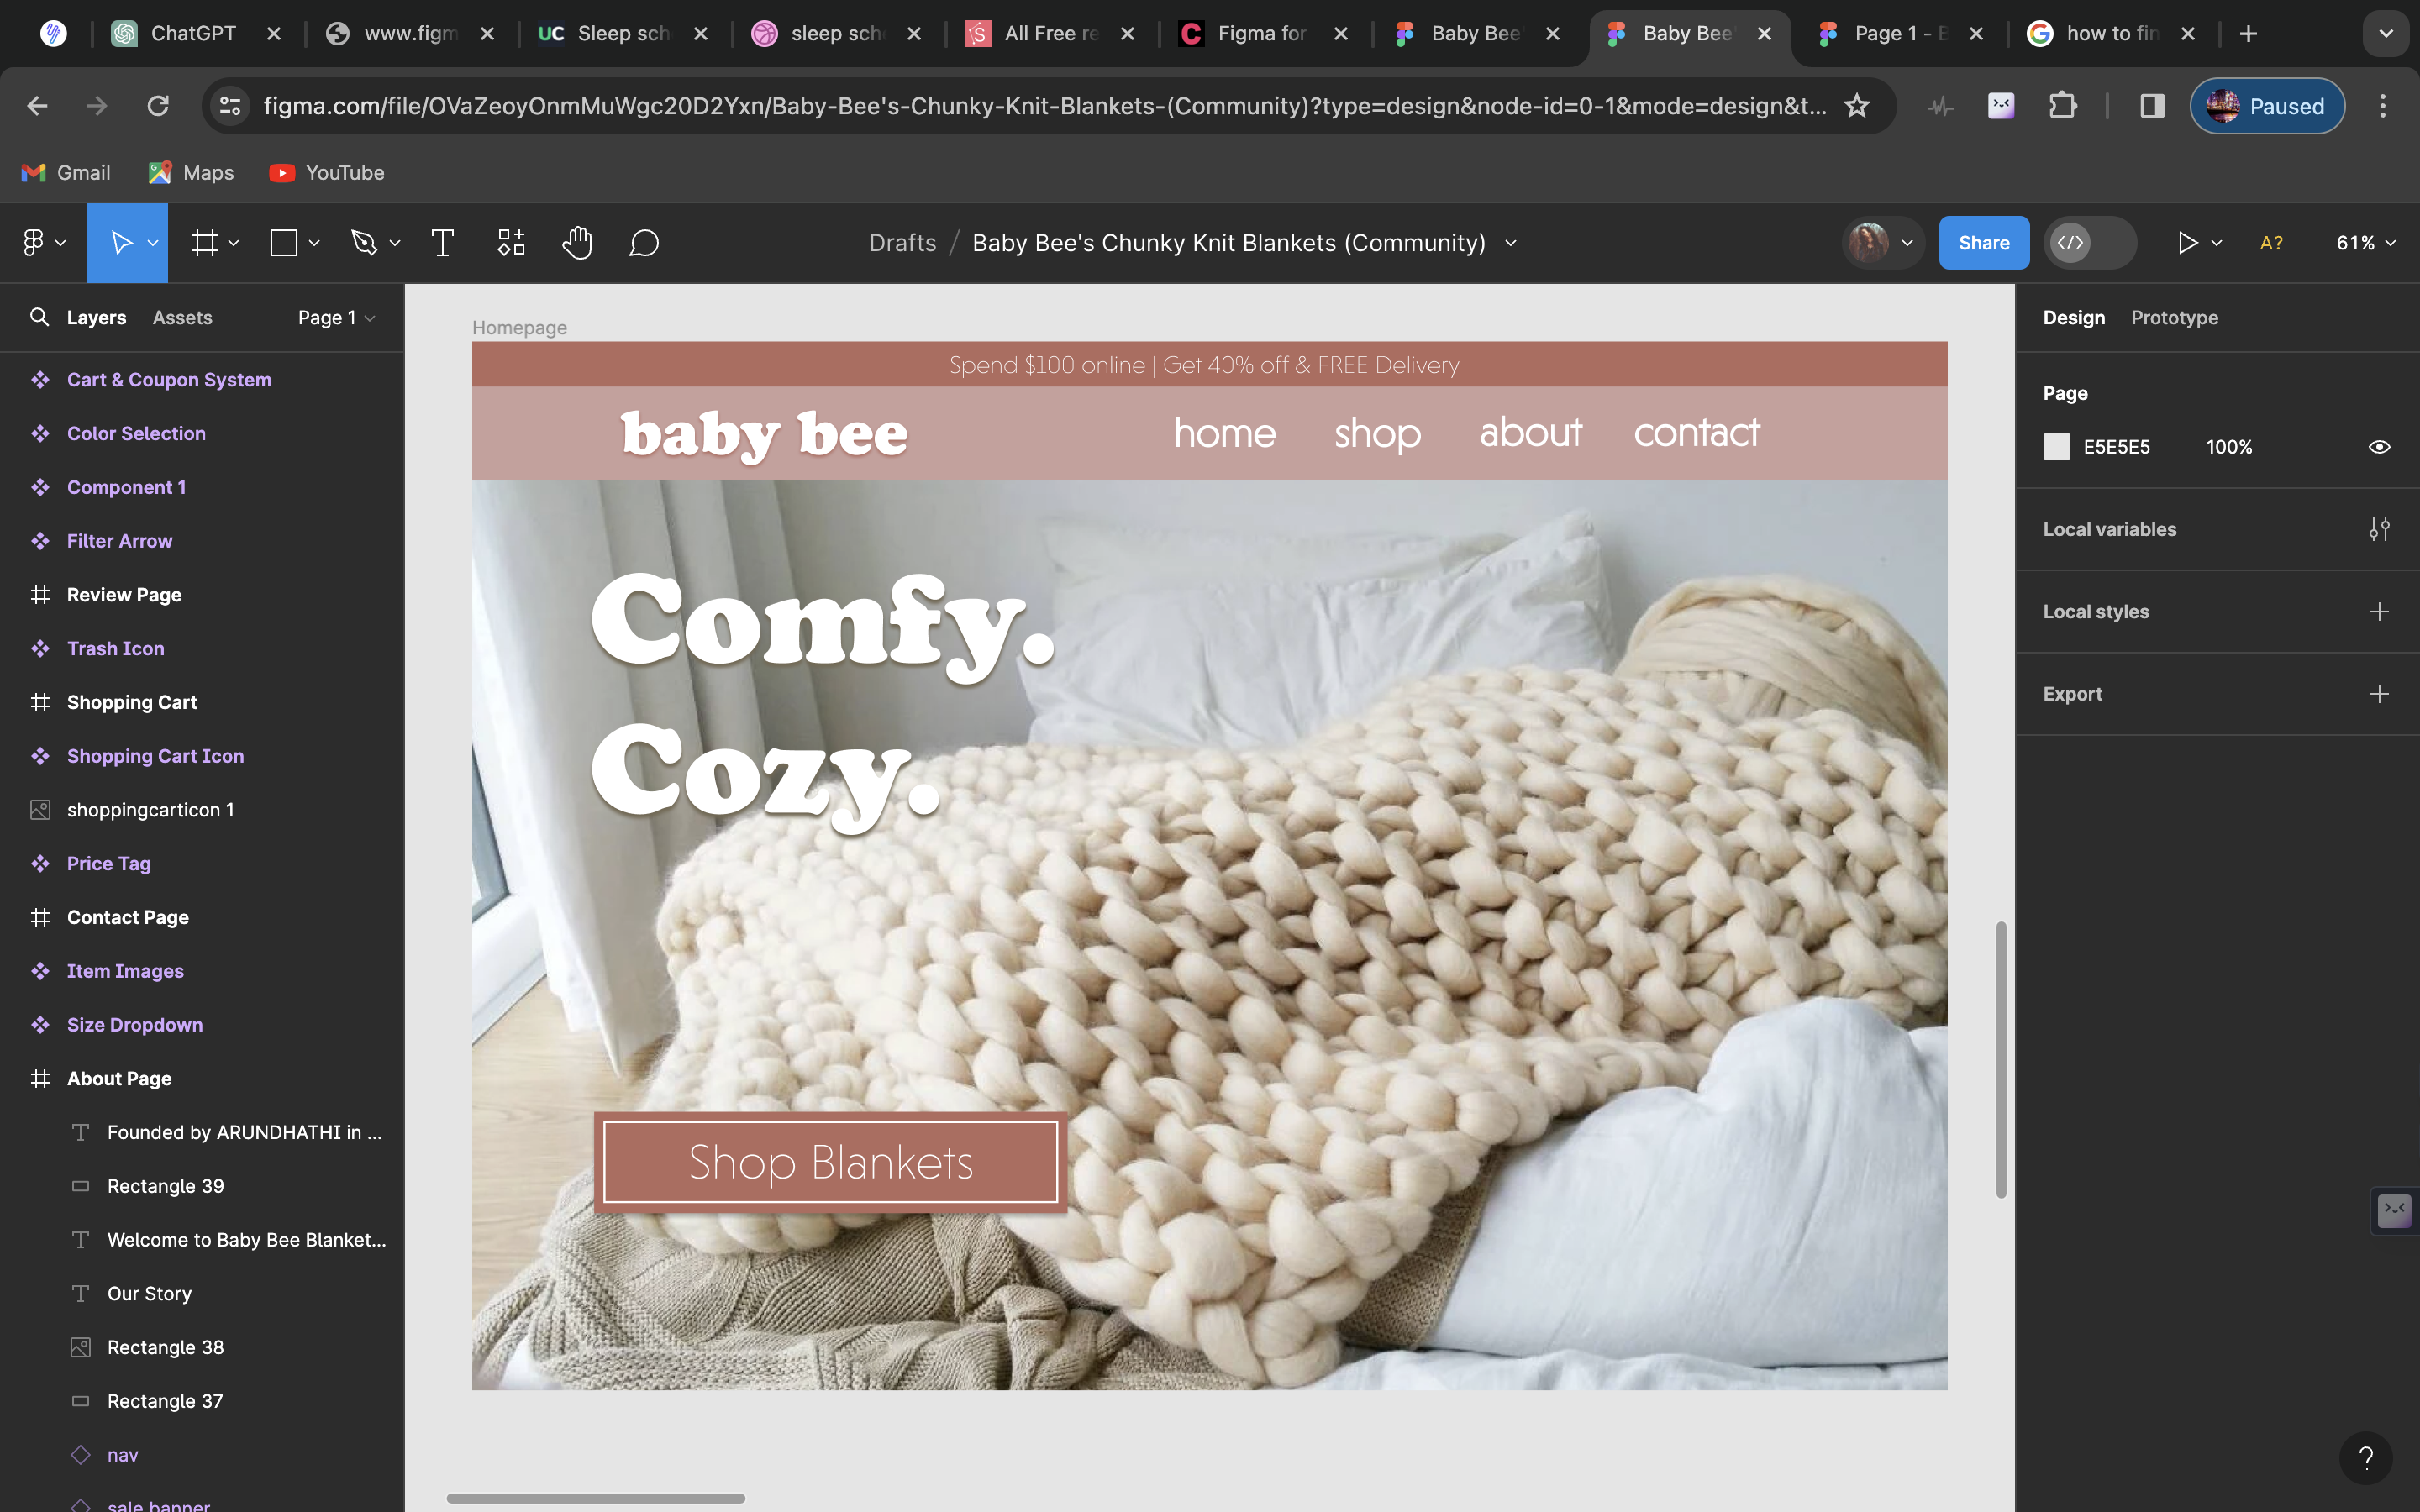 ChatGPT
www.figm
UC Sleep sch
sleep sche
All Free re
Figma for
Baby Bee'
Baby Bee'
Page 1 - B
how to fin
figma.com/file/OVaZeoyOnmMuWgc20D2Yxn/Baby-Bee's-Chunky-Knit-Blankets-(Community)?type=design&node-id=0-1&mode=design&t...
Paused
Gmail
Maps
YouTube
Drafts / Baby Bee's Chunky Knit Blankets (Community)
Share
A?
61%
Layers
Assets
Page 1
Cart & Coupon System
Color Selection
Component 1
Filter Arrow
Review Page
Trash Icon
Shopping Cart
Shopping Cart Icon
shoppingcarticon 1
Price Tag
Contact Page
Item Images
Size Dropdown
About Page
Founded by ARUNDHATHI in ...
Rectangle 39
Welcome to Baby Bee Blanket...
Our Story
Rectangle 38
Rectangle 37
nav
sale banner
Homepage
Spend $100 online | Get 40% off & FREE Delivery
baby bee
home shop about contact
Comfy.
Cozy.
Shop Blankets
Design
Prototype
Page
E5E5E5 100%
Local variables
Local styles
Export
?